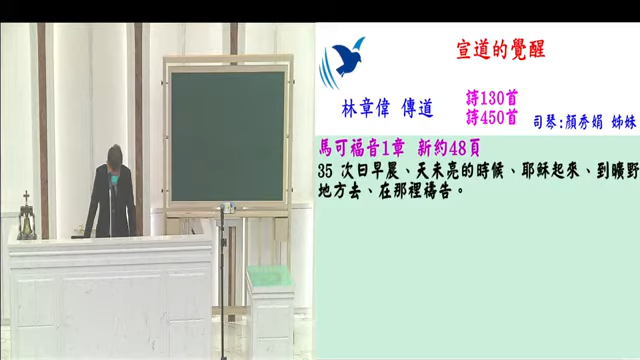 宣道的覺醒
林章偉 傳道
詩130首
詩450首
司琴:顏秀娟 姊妹
馬可福音1章 新約48頁
35 次日早晨、天未亮的時候、耶穌起來、到曠野
地方去、在那裡禱告。